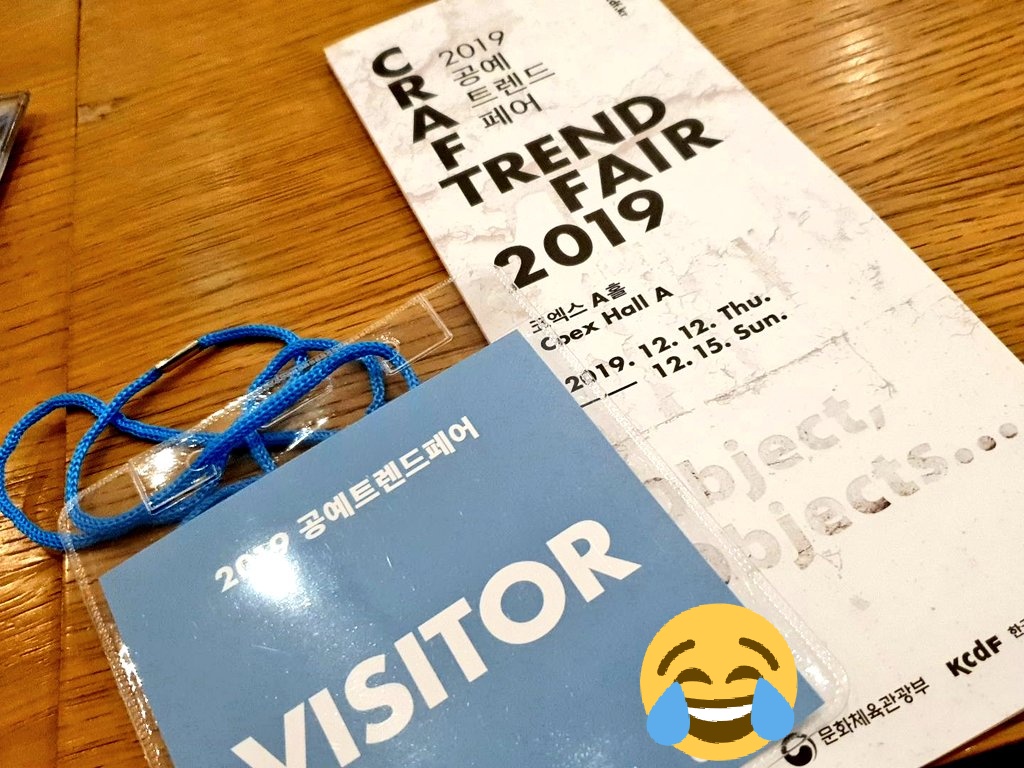 CRAFT
2019
공예
트렌드
페어
TREND
FAIR
2019
코엑스 A홀
Coex Hall A
2019. 12. 12. Thu.
12. 15. Sun.
object,
objects...
문화체육관광부
KcdF
2019 공예트렌드페어
VISITOR